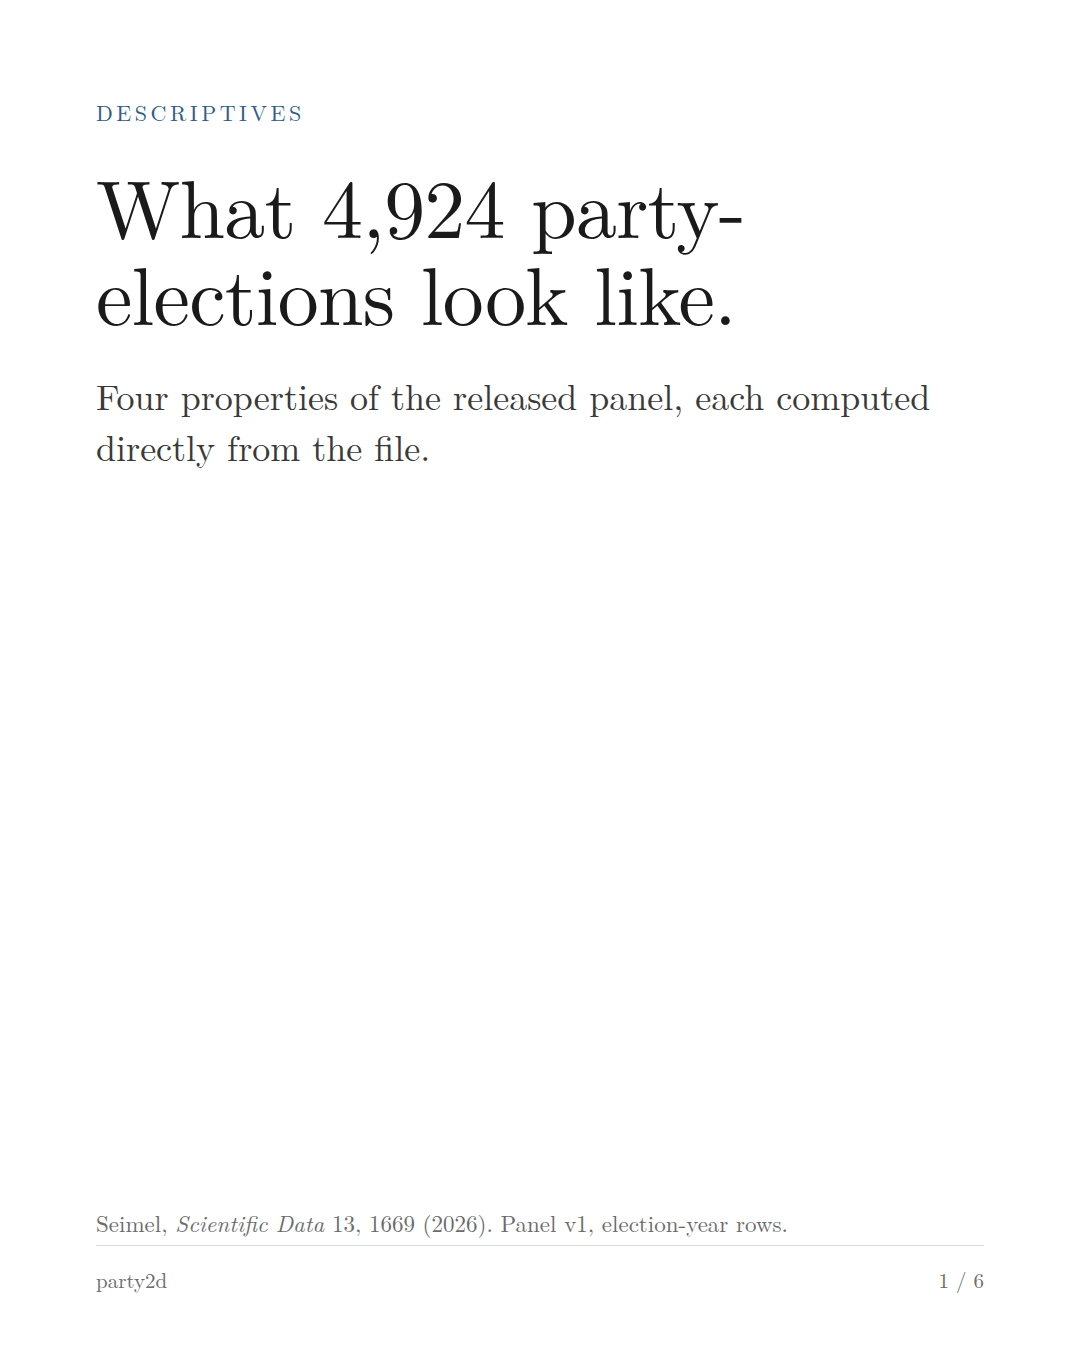 DESCRIPTIVES
What 4,924 party-
elections look like.
Four properties of the released panel, each computed
directly from the file.
Seimel, Scientific Data 13, 1669 (2026). Panel v1, election-year rows.
party2d
1 / 6